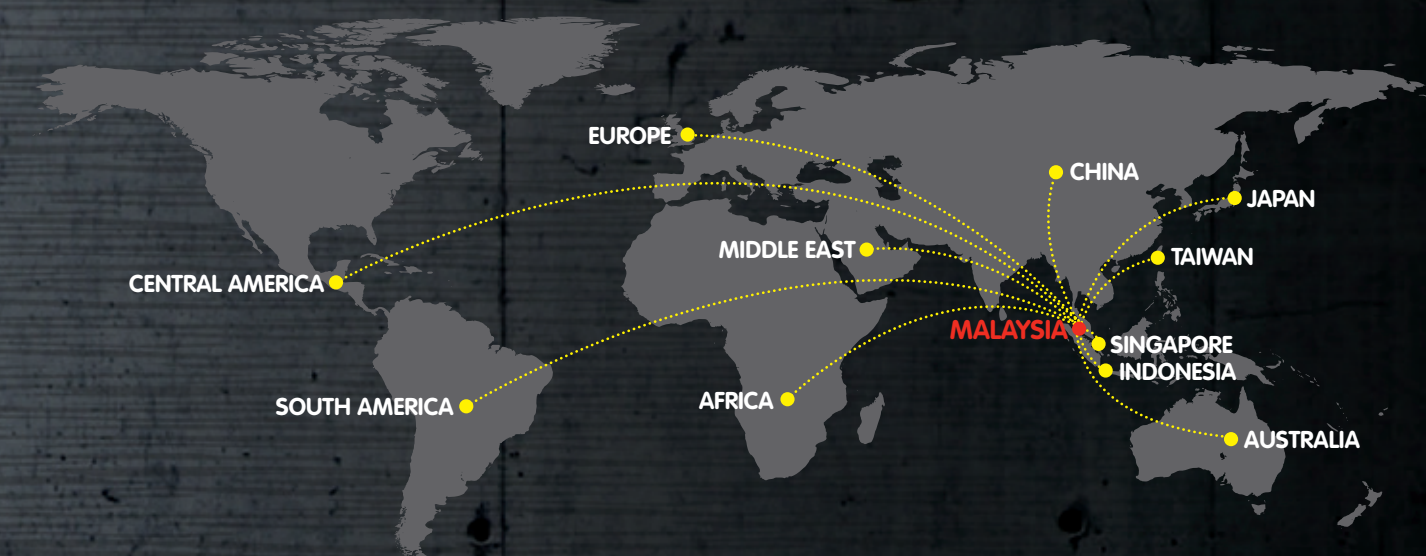 EUROPE
CHINA
JAPAN
MIDDLE EAST
TAIWAN
CENTRAL AMERICA
MALAYSIA
SINGAPORE
INDONESIA
AFRICA
SOUTH AMERICA
AUSTRALIA